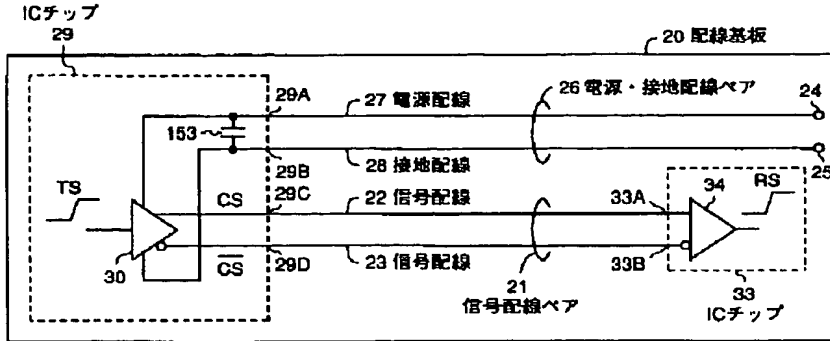 ICチップ
29
20 配線基板
29A
27 電源配線
26 電源・接地配線ペア
24
153
29B
28 接地配線
25
TS
29C
CS
22 信号配線
33A
34
RS
30
CS
29D
23 信号配線
33B
21
信号配線ペア
33
ICチップ